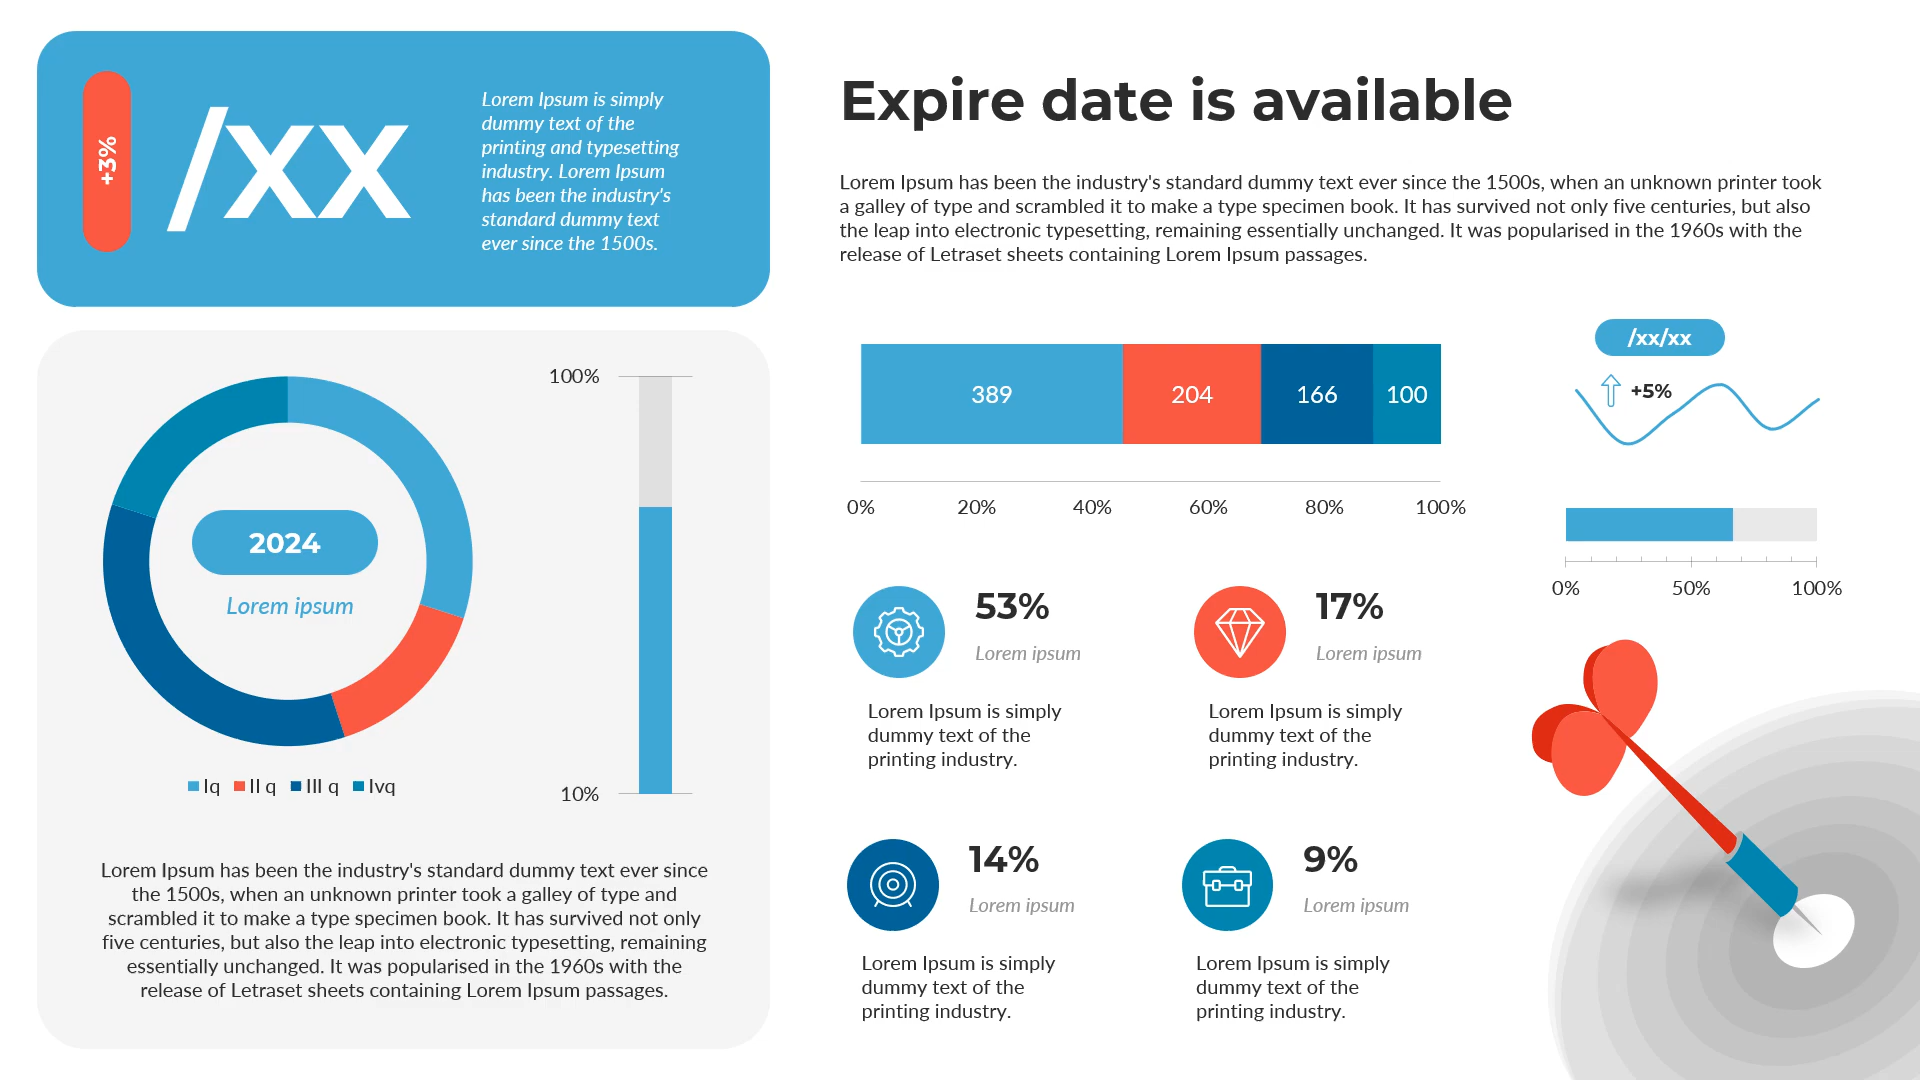 +3%
/xx
Lorem Ipsum is simply
dummy text of the
printing and typesetting
industry. Lorem Ipsum
has been the industry's
standard dummy text
ever since the 1500s.
2024
Lorem ipsum
Iq II q III q Ivq
100%
10%
Lorem Ipsum has been the industry's standard dummy text ever since
the 1500s, when an unknown printer took a galley of type and
scrambled it to make a type specimen book. It has survived not only
five centuries, but also the leap into electronic typesetting, remaining
essentially unchanged. It was popularised in the 1960s with the
release of Letraset sheets containing Lorem Ipsum passages.
Expire date is available
Lorem Ipsum has been the industry's standard dummy text ever since the 1500s, when an unknown printer took
a galley of type and scrambled it to make a type specimen book. It has survived not only five centuries, but also
the leap into electronic typesetting, remaining essentially unchanged. It was popularised in the 1960s with the
release of Letraset sheets containing Lorem Ipsum passages.
389 204 166 100
0% 20% 40% 60% 80% 100%
/xx/xx
+5%
0% 50% 100%
53%
Lorem ipsum
Lorem Ipsum is simply
dummy text of the
printing industry.
17%
Lorem ipsum
Lorem Ipsum is simply
dummy text of the
printing industry.
14%
Lorem ipsum
Lorem Ipsum is simply
dummy text of the
printing industry.
9%
Lorem ipsum
Lorem Ipsum is simply
dummy text of the
printing industry.